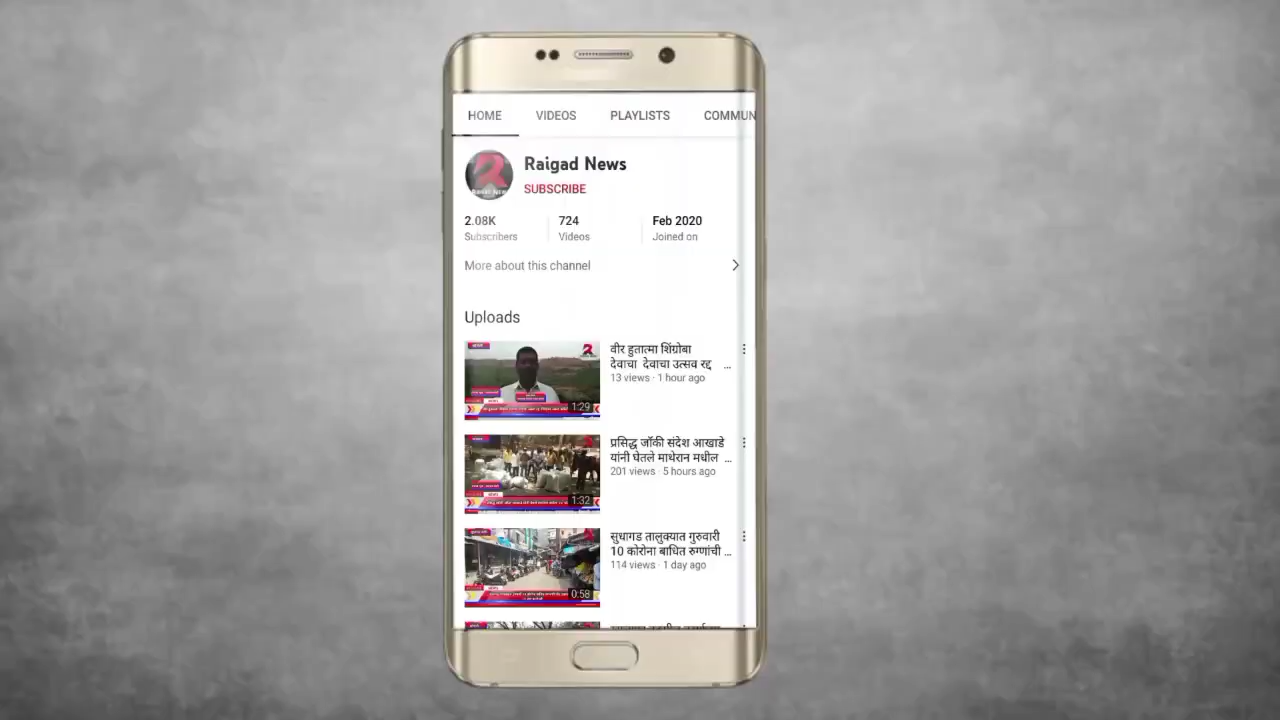 HOME VIDEOS PLAYLISTS COMMUN
Raigad News
SUBSCRIBE
2.08K 724 Feb 2020
Subscribers Videos Joined on
More about this channel
Uploads
वीर हुतात्मा शिंग्रोबा
देवाचा देवाचा उत्सव रद्द ...
13 views · 1 hour ago
1:29
प्रसिद्ध जॉकी संदेश आखाडे
यांनी घेतले माथेरान मधील ...
201 views · 5 hours ago
1:32
सुधागड तालुक्यात गुरुवारी
10 कोरोना बाधित रुग्णांची ...
114 views · 1 day ago
0:58